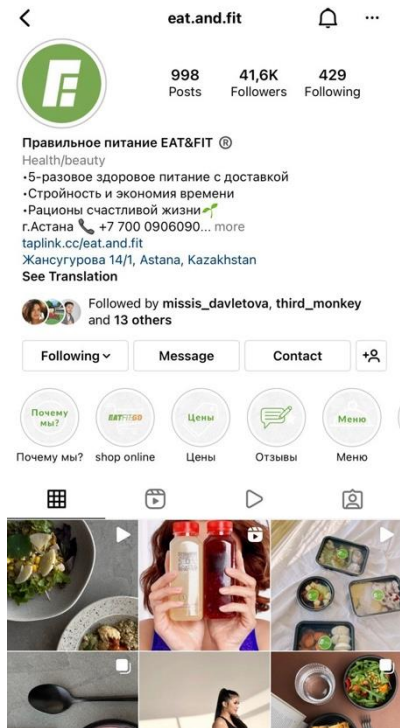 eat.and.fit
998
Posts
41,6K
Followers
429
Following
Правильное питание EAT&FIT ®
Health/beauty
•5-разовое здоровое питание с доставкой
•Стройность и экономия времени
•Рационы счастливой жизни
г.Астана +7 700 0906090... more
taplink.cc/eat.and.fit
Жансугурова 14/1, Astana, Kazakhstan
See Translation
Followed by missis_davletova, third_monkey
and 13 others
Following
Message
Contact
Почему
мы?
EATFITGO
Цены
Меню
Почему мы?
shop online
Цены
Отзывы
Меню